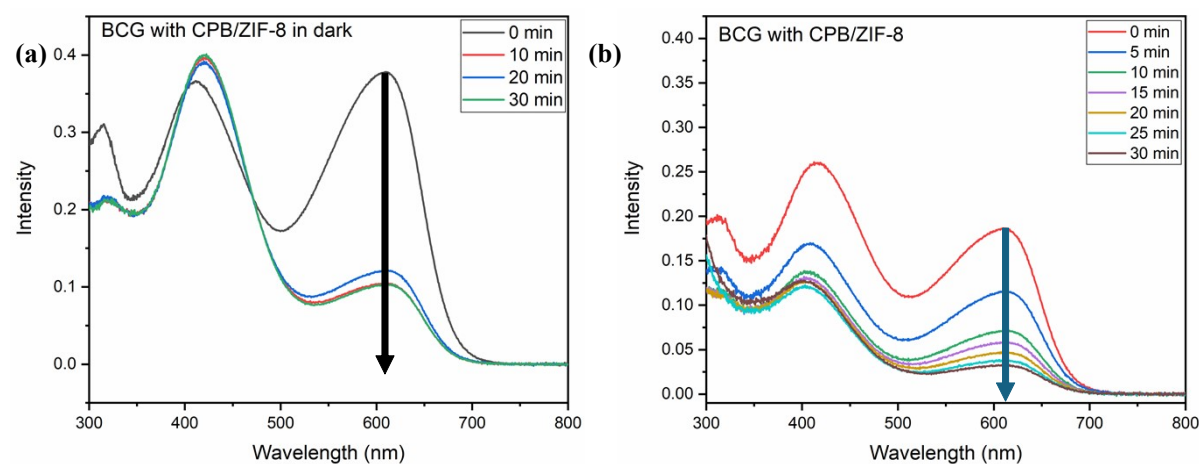 (a)
BCG with CPB/ZIF-8 in dark
0 min
10 min
20 min
30 min
0.4
0.3
0.2
0.1
0.0
Intensity
300 400 500 600 700 800
Wavelength (nm)
(b)
BCG with CPB/ZIF-8
0 min
5 min
10 min
15 min
20 min
25 min
30 min
0.40
0.35
0.30
0.25
0.20
0.15
0.10
0.05
0.00
Intensity
300 400 500 600 700 800
Wavelength (nm)